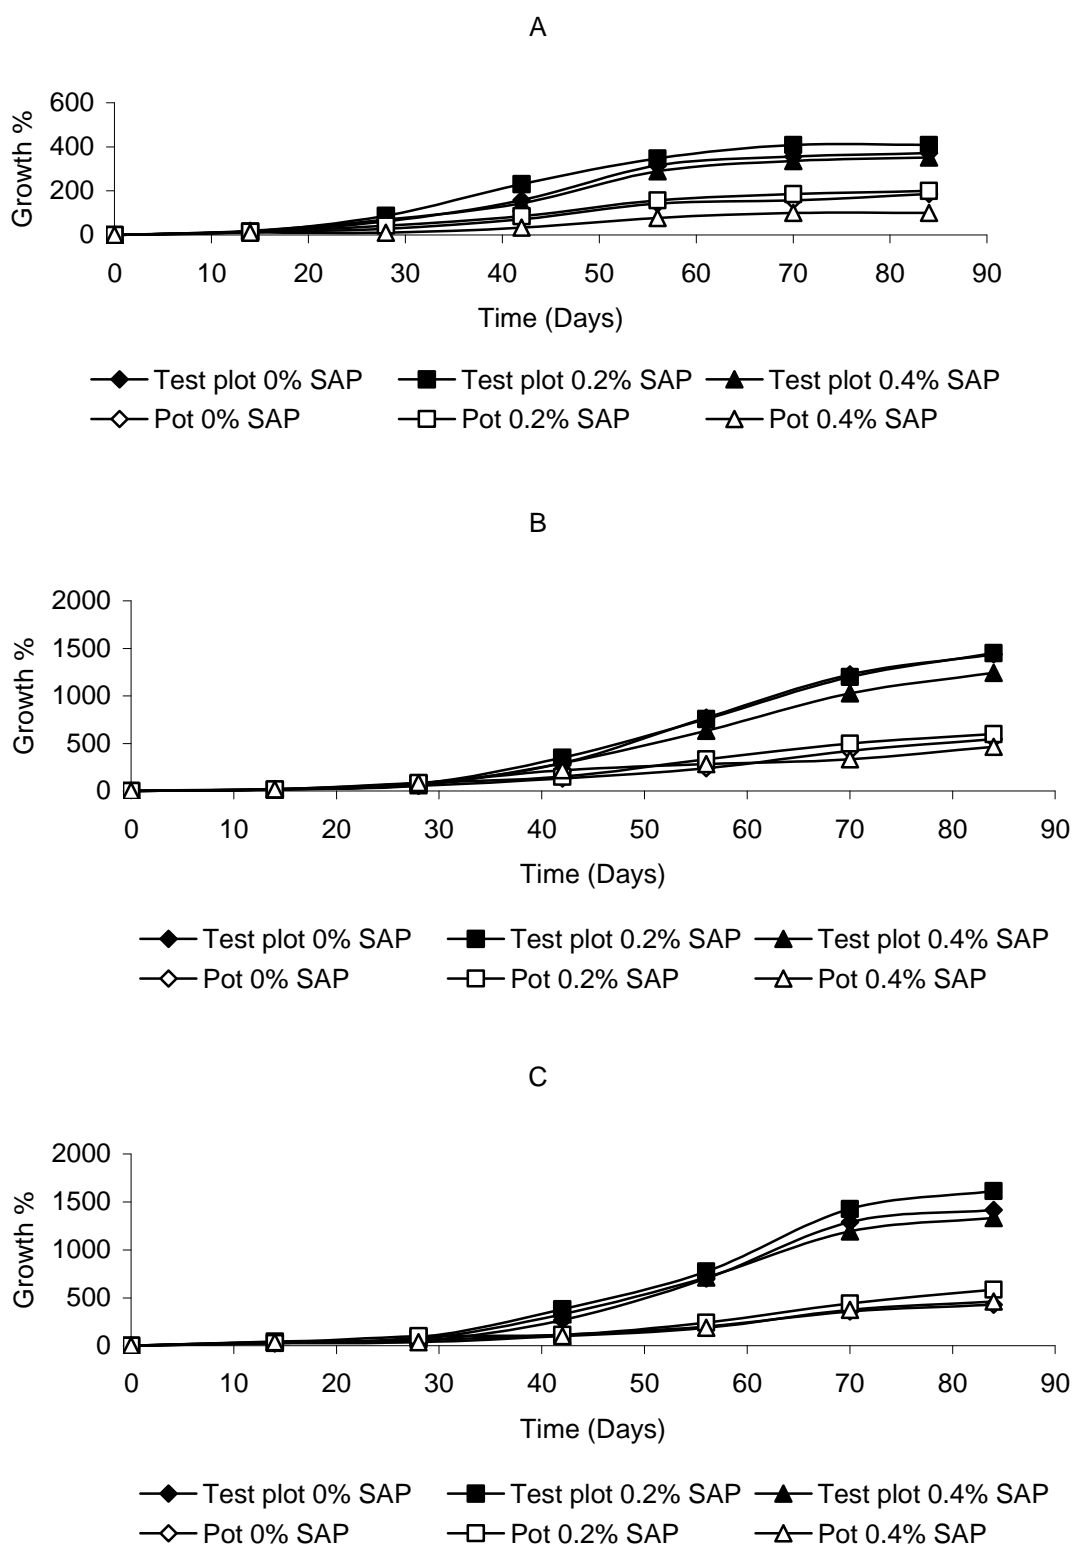 A
600
400
200
0
Growth %
0 10 20 30 40 50 60 70 80 90
Time (Days)
Test plot 0% SAP Test plot 0.2% SAP Test plot 0.4% SAP
Pot 0% SAP Pot 0.2% SAP Pot 0.4% SAP
B
2000
1500
1000
500
0
Growth %
0 10 20 30 40 50 60 70 80 90
Time (Days)
Test plot 0% SAP Test plot 0.2% SAP Test plot 0.4% SAP
Pot 0% SAP Pot 0.2% SAP Pot 0.4% SAP
C
2000
1500
1000
500
0
Growth %
0 10 20 30 40 50 60 70 80 90
Time (Days)
Test plot 0% SAP Test plot 0.2% SAP Test plot 0.4% SAP
Pot 0% SAP Pot 0.2% SAP Pot 0.4% SAP